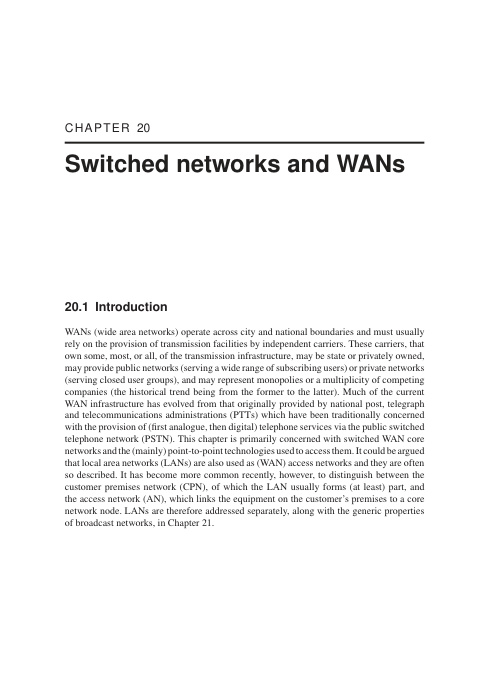 CHAPTER 20
Switched networks and WANs
20.1 Introduction
WANs (wide area networks) operate across city and national boundaries and must usually
rely on the provision of transmission facilities by independent carriers. These carriers, that
own some, most, or all, of the transmission infrastructure, may be state or privately owned,
may provide public networks (serving a wide range of subscribing users) or private networks
(serving closed user groups), and may represent monopolies or a multiplicity of competing
companies (the historical trend being from the former to the latter). Much of the current
WAN infrastructure has evolved from that originally provided by national post, telegraph
and telecommunications administrations (PTTs) which have been traditionally concerned
with the provision of (first analogue, then digital) telephone services via the public switched
telephone network (PSTN). This chapter is primarily concerned with switched WAN core
networks and the (mainly) point-to-point technologies used to access them. It could be argued
that local area networks (LANs) are also used as (WAN) access networks and they are often
so described. It has become more common recently, however, to distinguish between the
customer premises network (CPN), of which the LAN usually forms (at least) part, and
the access network (AN), which links the equipment on the customer's premises to a core
network node. LANs are therefore addressed separately, along with the generic properties
of broadcast networks, in Chapter 21.